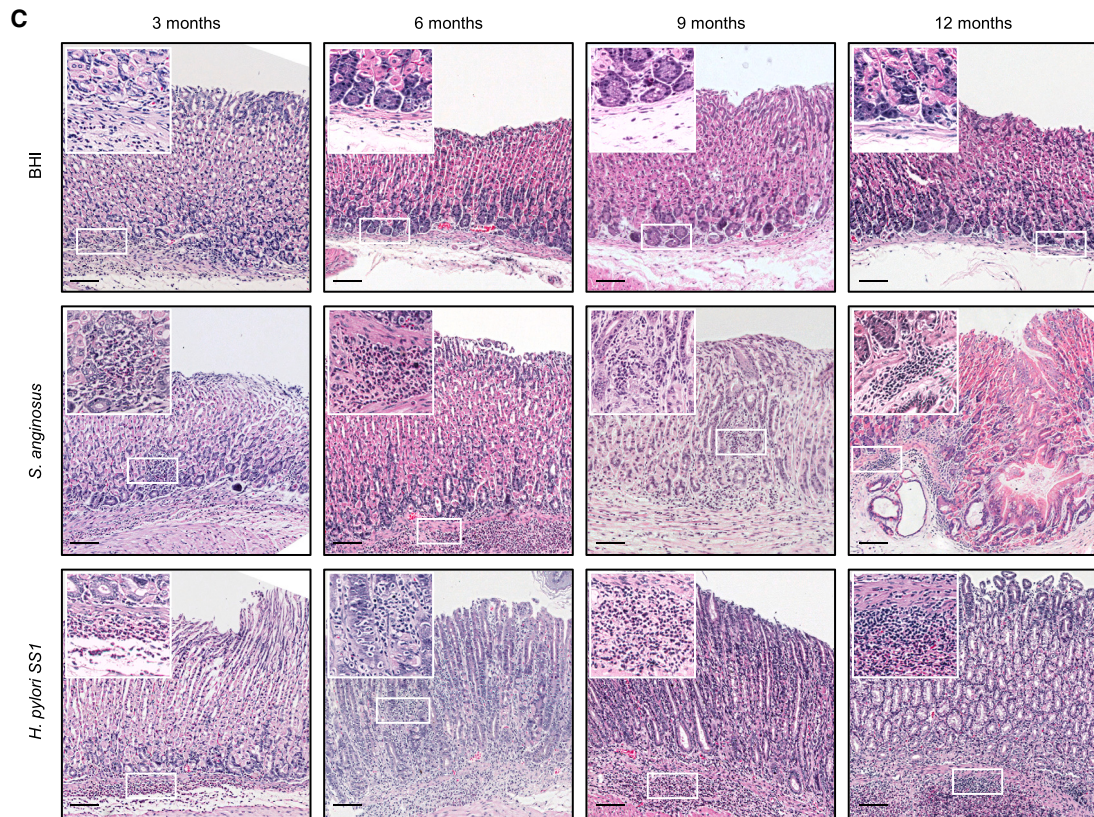 C
3 months
6 months
9 months
12 months
BHI
S. anginosus
H. pylori SS1